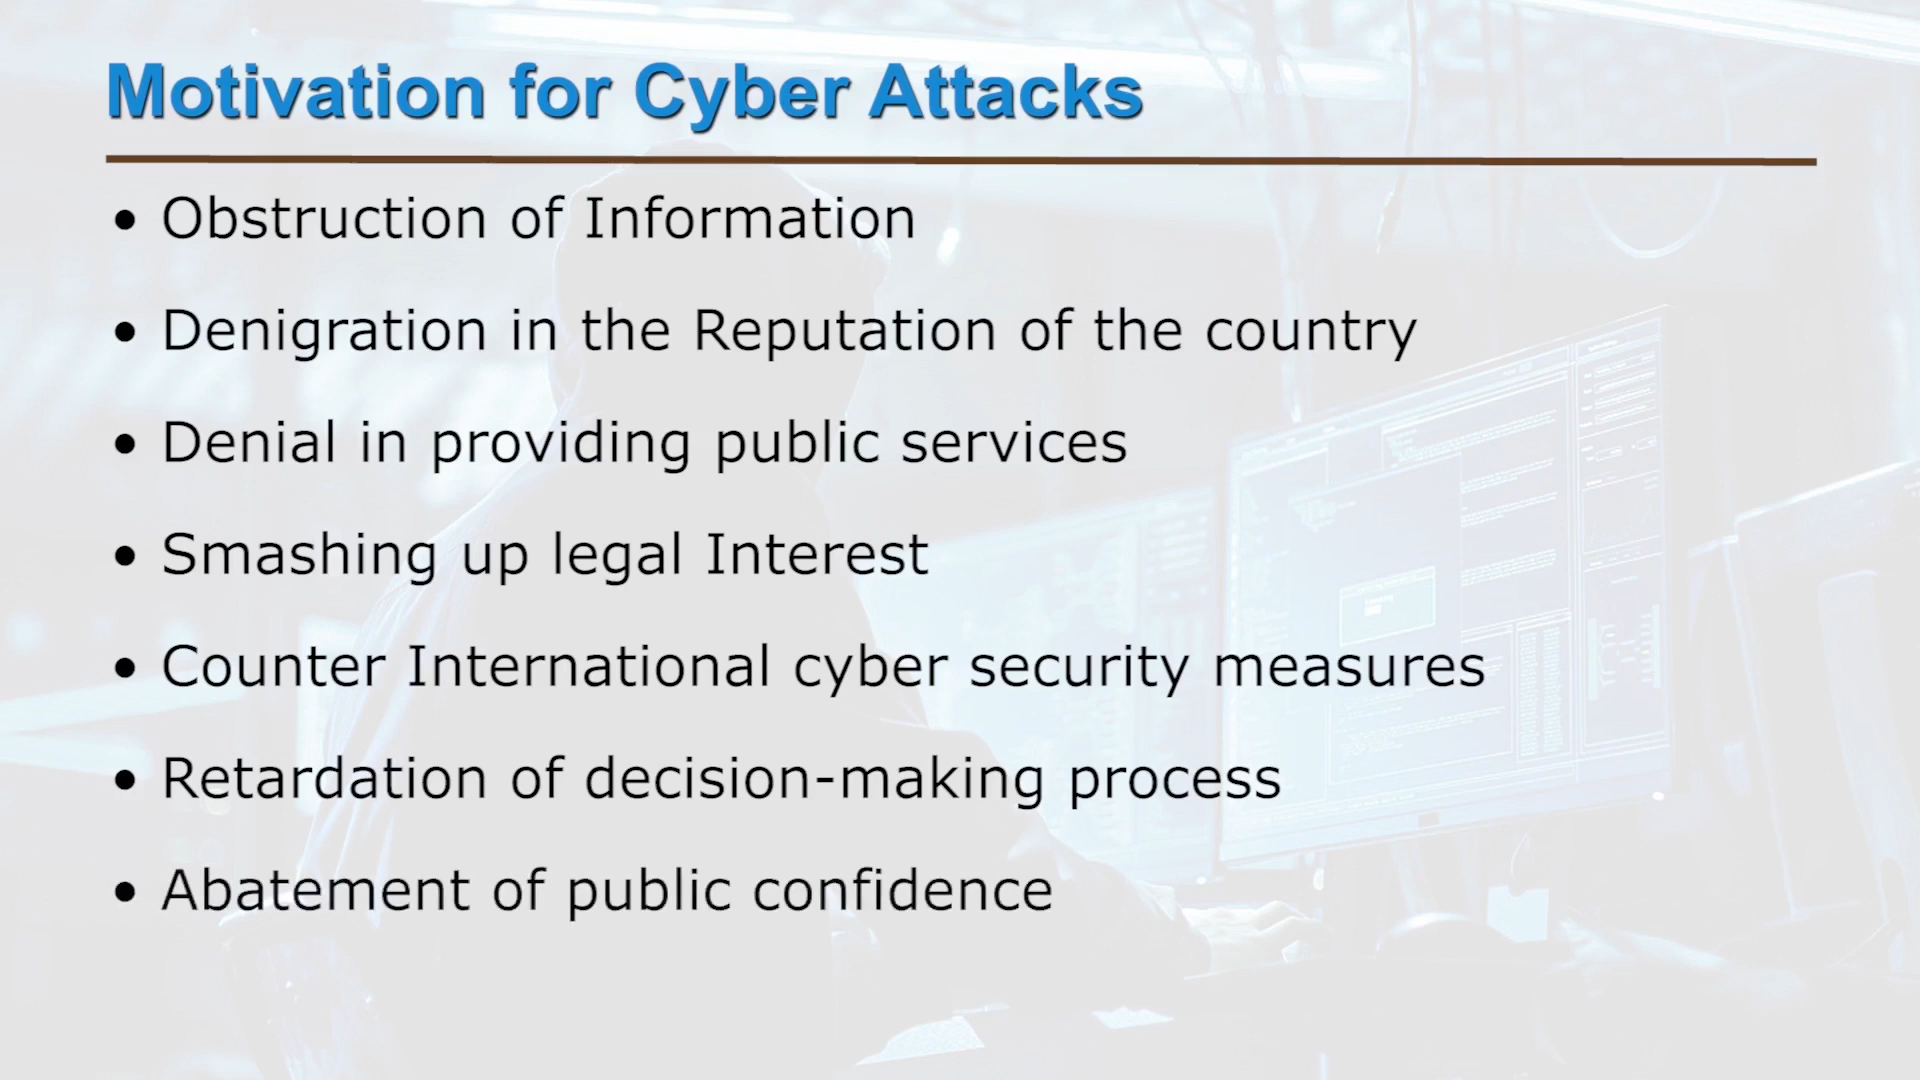 Motivation for Cyber Attacks
• Obstruction of Information
• Denigration in the Reputation of the country
• Denial in providing public services
• Smashing up legal Interest
• Counter International cyber security measures
• Retardation of decision-making process
• Abatement of public confidence